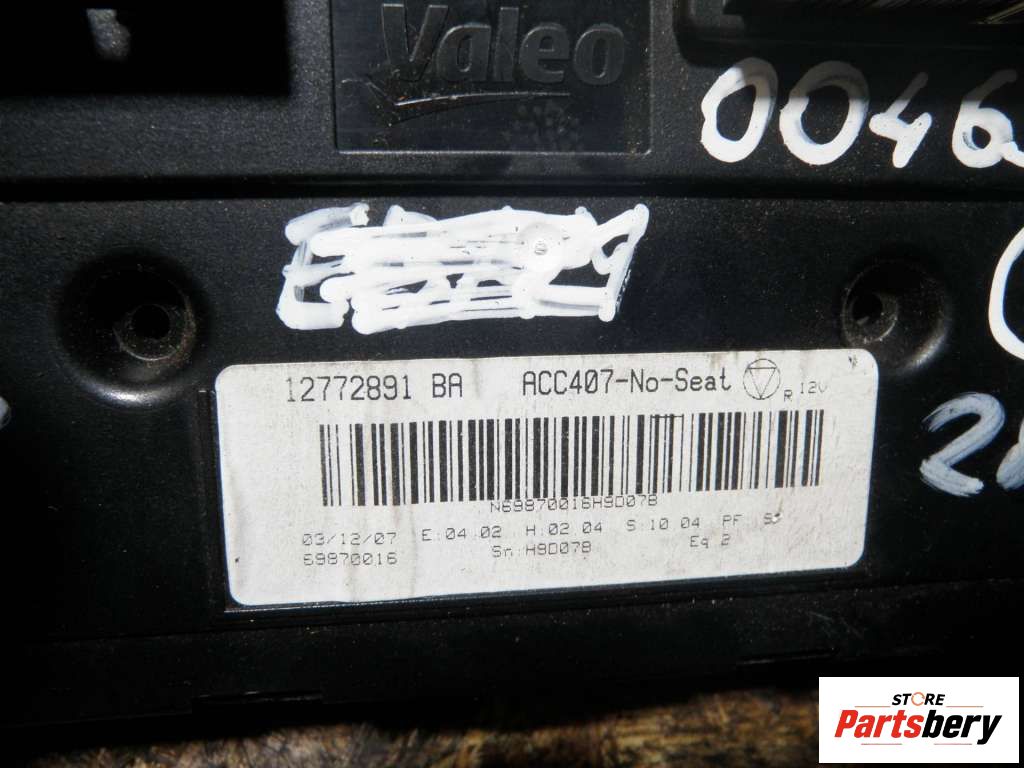 Valeo
0046
12772891 BA ACC407-No-Seat R 12V
N69870016H9D078
03/12/07 E:04.02 H:02.04 S:10.04 PF
69870016 Sn:H9D078 Eq 2
STORE
Partsbery